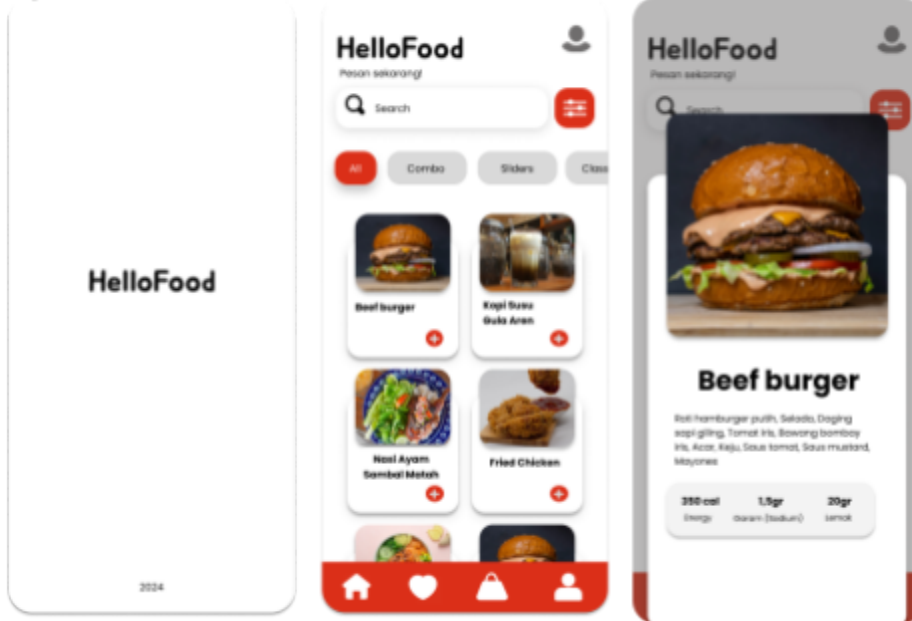 HelloFood
2024
HelloFood
Pesan sekarang!
Search
All
Combo
Sliders
Class
Beef burger
Kopi Susu
Gula Aren
Nasi Ayam
Sambal Matah
Fried Chicken
HelloFood
Pesan sekarang!
Search
Beef burger
Roti hamburger putih, Selada, Daging
sapi giling, Tomat iris, Bawang bombay
iris, Acar, Keju, Saus tomat, Saus mustard,
Mayones
350 cal
1,5gr
20gr
Energy
Garam (Sodium)
Lemak